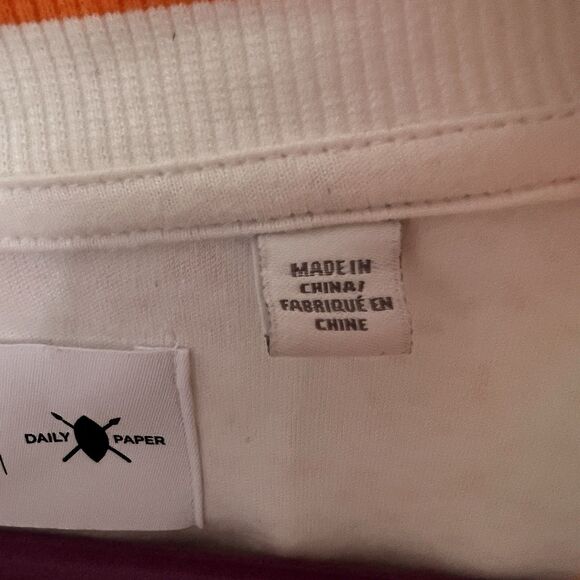 MADE IN
CHINA/
FABRIQUÉ EN
CHINE
DAILY PAPER